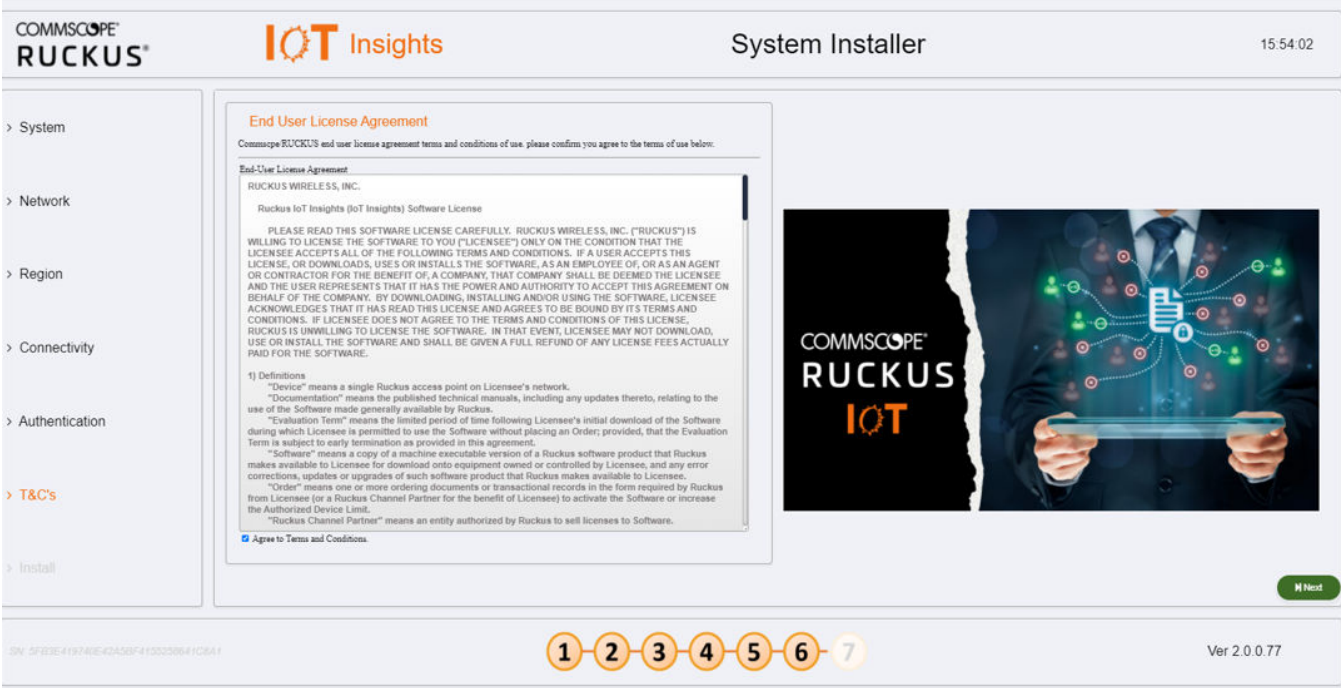 COMMSCOPE®
RUCKUS®
IOT Insights
System Installer
15:54:02
> System
> Network
> Region
> Connectivity
> Authentication
> T&C's
> Install
End User License Agreement
Commscpe/RUCKUS end user license agreement terms and conditions of use. please confirm you agree to the terms of use below.
End-User License Agreement
RUCKUS WIRELESS, INC.
Ruckus IoT Insights (IoT Insights) Software License
PLEASE READ THIS SOFTWARE LICENSE CAREFULLY. RUCKUS WIRELESS, INC. ("RUCKUS") IS
WILLING TO LICENSE THE SOFTWARE TO YOU ("LICENSEE") ONLY ON THE CONDITION THAT THE
LICENSEE ACCEPTS ALL OF THE FOLLOWING TERMS AND CONDITIONS. IF A USER ACCEPTS THIS
LICENSE, OR DOWNLOADS, USES OR INSTALLS THE SOFTWARE, AS AN EMPLOYEE OF, OR AS AN AGENT
OR CONTRACTOR FOR THE BENEFIT OF, A COMPANY, THAT COMPANY SHALL BE DEEMED THE LICENSEE
AND THE USER REPRESENTS THAT IT HAS THE POWER AND AUTHORITY TO ACCEPT THIS AGREEMENT ON
BEHALF OF THE COMPANY. BY DOWNLOADING, INSTALLING AND/OR USING THE SOFTWARE, LICENSEE
ACKNOWLEDGES THAT IT HAS READ THIS LICENSE AND AGREES TO BE BOUND BY ITS TERMS AND
CONDITIONS. IF LICENSEE DOES NOT AGREE TO THE TERMS AND CONDITIONS OF THIS LICENSE,
RUCKUS IS UNWILLING TO LICENSE THE SOFTWARE. IN THAT EVENT, LICENSEE MAY NOT DOWNLOAD,
USE OR INSTALL THE SOFTWARE AND SHALL BE GIVEN A FULL REFUND OF ANY LICENSE FEES ACTUALLY
PAID FOR THE SOFTWARE.
1) Definitions
"Device" means a single Ruckus access point on Licensee's network.
"Documentation" means the published technical manuals, including any updates thereto, relating to the
use of the Software made generally available by Ruckus.
"Evaluation Term" means the limited period of time following Licensee's initial download of the Software
during which Licensee is permitted to use the Software without placing an Order; provided, that the Evaluation
Term is subject to early termination as provided in this agreement.
"Software" means a copy of a machine executable version of a Ruckus software product that Ruckus
makes available to Licensee for download onto equipment owned or controlled by Licensee, and any error
corrections, updates or upgrades of such software product that Ruckus makes available to Licensee.
"Order" means one or more ordering documents or transactional records in the form required by Ruckus
from Licensee (or a Ruckus Channel Partner for the benefit of Licensee) to activate the Software or increase
the Authorized Device Limit.
"Ruckus Channel Partner" means an entity authorized by Ruckus to sell licenses to Software.
Agree to Terms and Conditions.
COMMSCOPE®
RUCKUS
IOT
Next
SN:
1 2 3 4 5 6 7
Ver 2.0.0.77